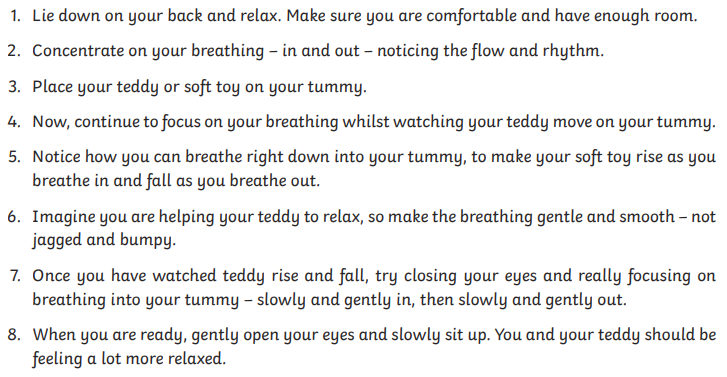 1. Lie down on your back and relax. Make sure you are comfortable and have enough room.
2. Concentrate on your breathing – in and out – noticing the flow and rhythm.
3. Place your teddy or soft toy on your tummy.
4. Now, continue to focus on your breathing whilst watching your teddy move on your tummy.
5. Notice how you can breathe right down into your tummy, to make your soft toy rise as you
breathe in and fall as you breathe out.
6. Imagine you are helping your teddy to relax, so make the breathing gentle and smooth – not
jagged and bumpy.
7. Once you have watched teddy rise and fall, try closing your eyes and really focusing on
breathing into your tummy – slowly and gently in, then slowly and gently out.
8. When you are ready, gently open your eyes and slowly sit up. You and your teddy should be
feeling a lot more relaxed.